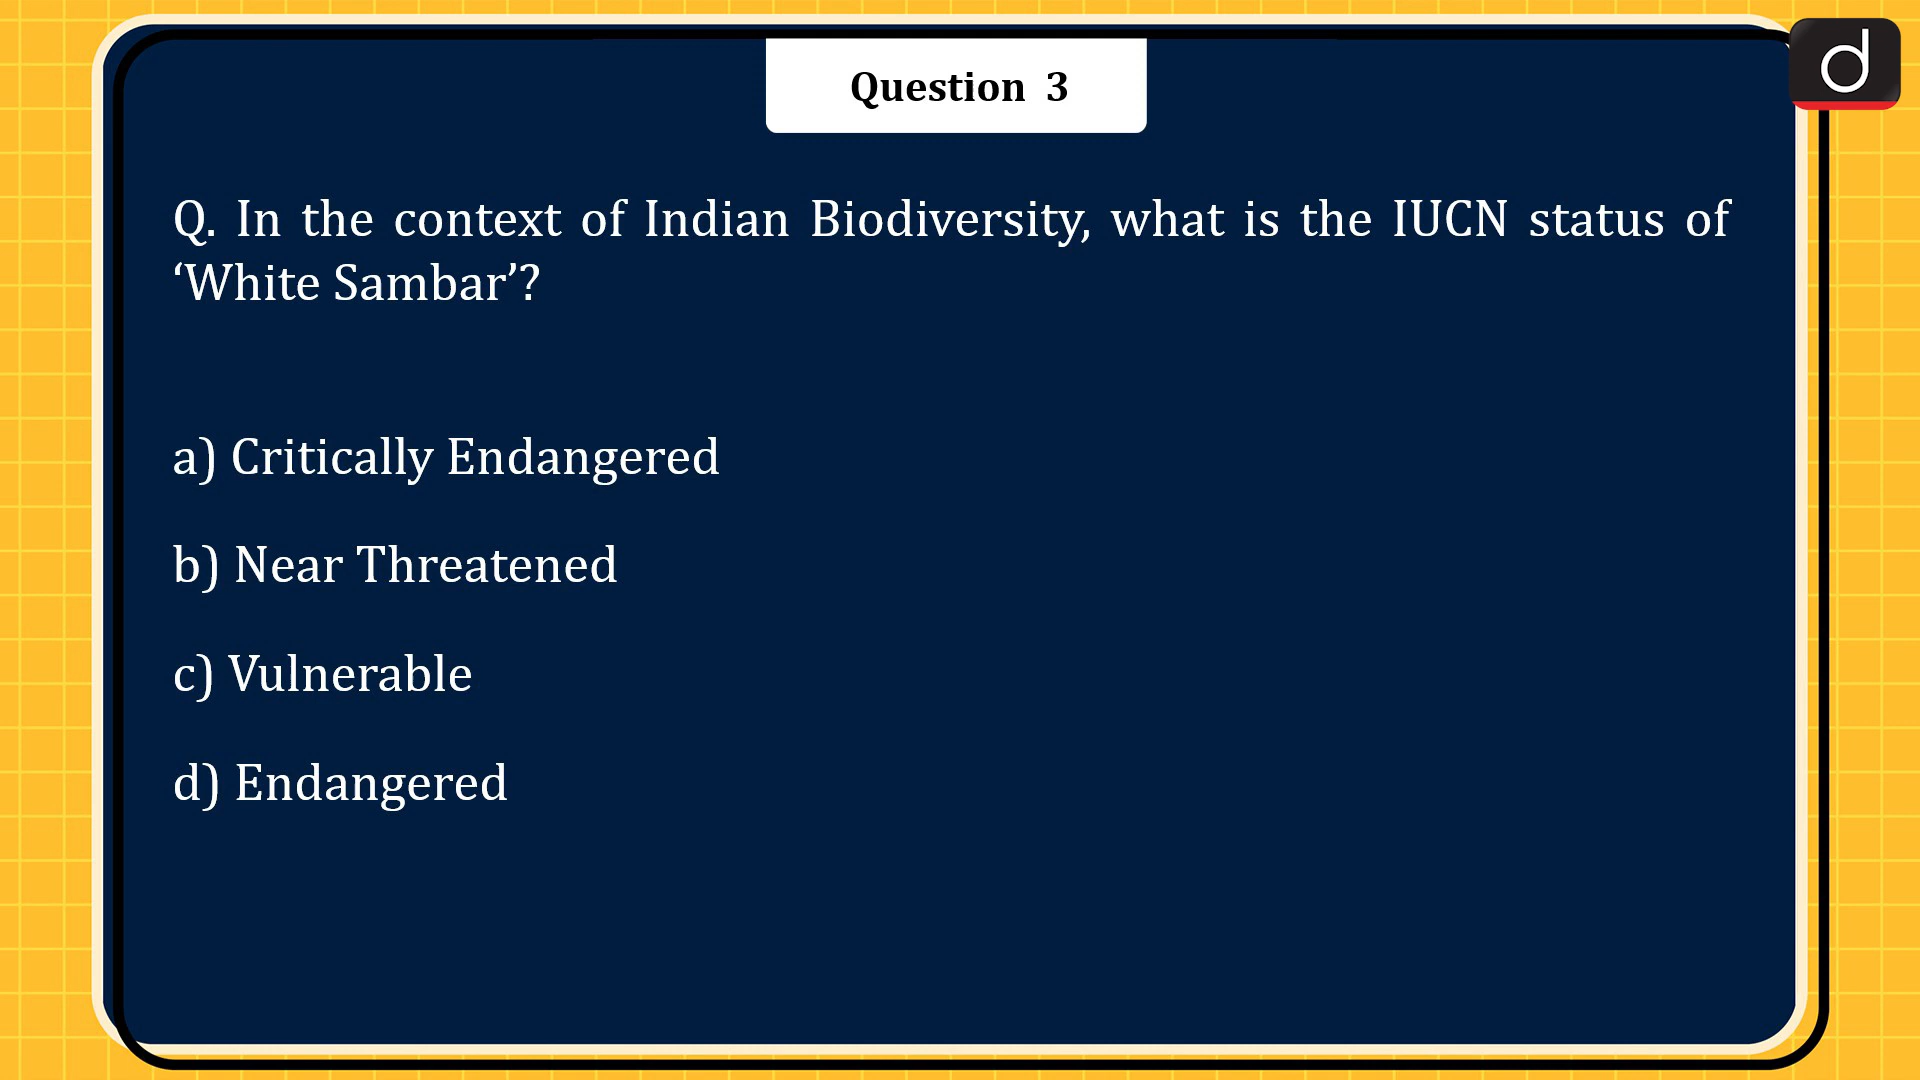 d
Question 3
Q. In the context of Indian Biodiversity, what is the IUCN status of
‘White Sambar’?
a) Critically Endangered
b) Near Threatened
c) Vulnerable
d) Endangered